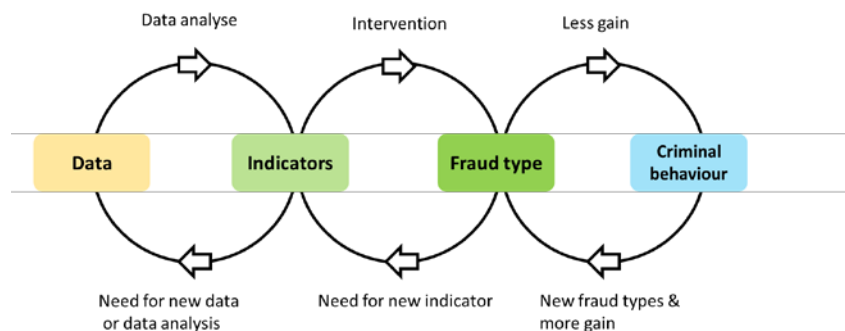 Data analyse
Intervention
Less gain
Data
Indicators
Fraud type
Criminal
behaviour
Need for new data
or data analysis
Need for new indicator
New fraud types &
more gain